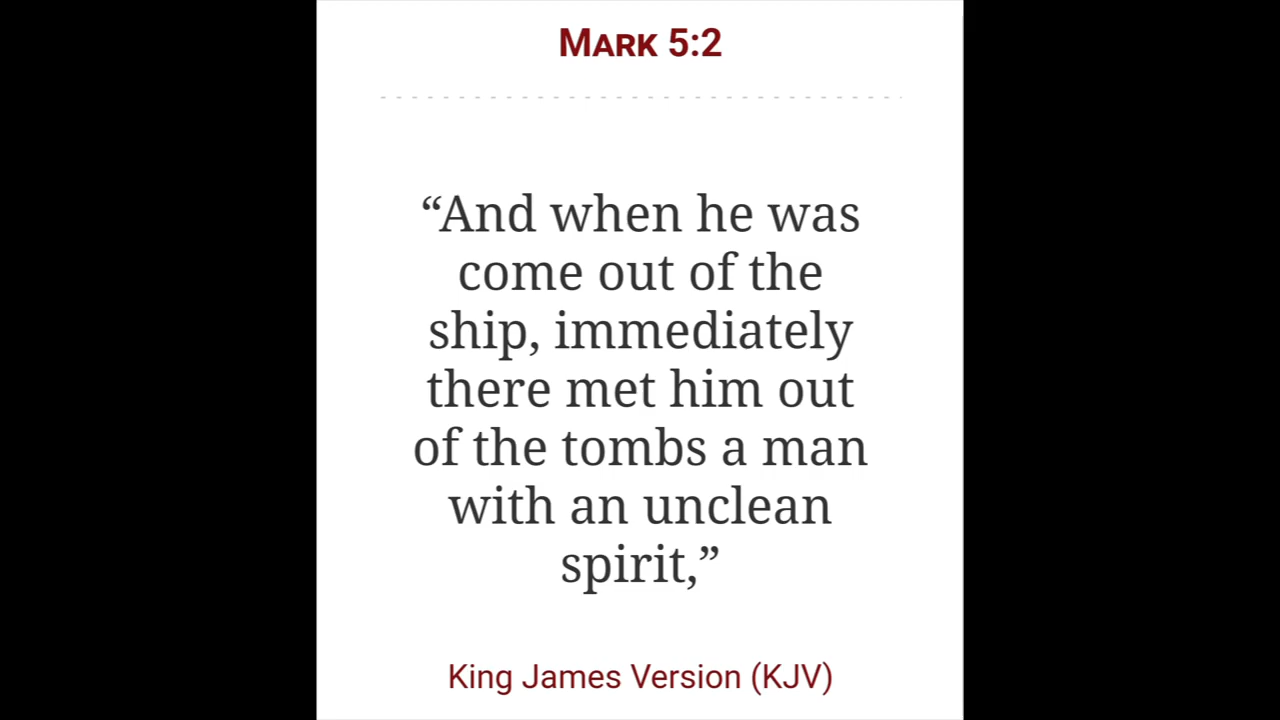 Mark 5:2
“And when he was
come out of the
ship, immediately
there met him out
of the tombs a man
with an unclean
spirit,”
King James Version (KJV)